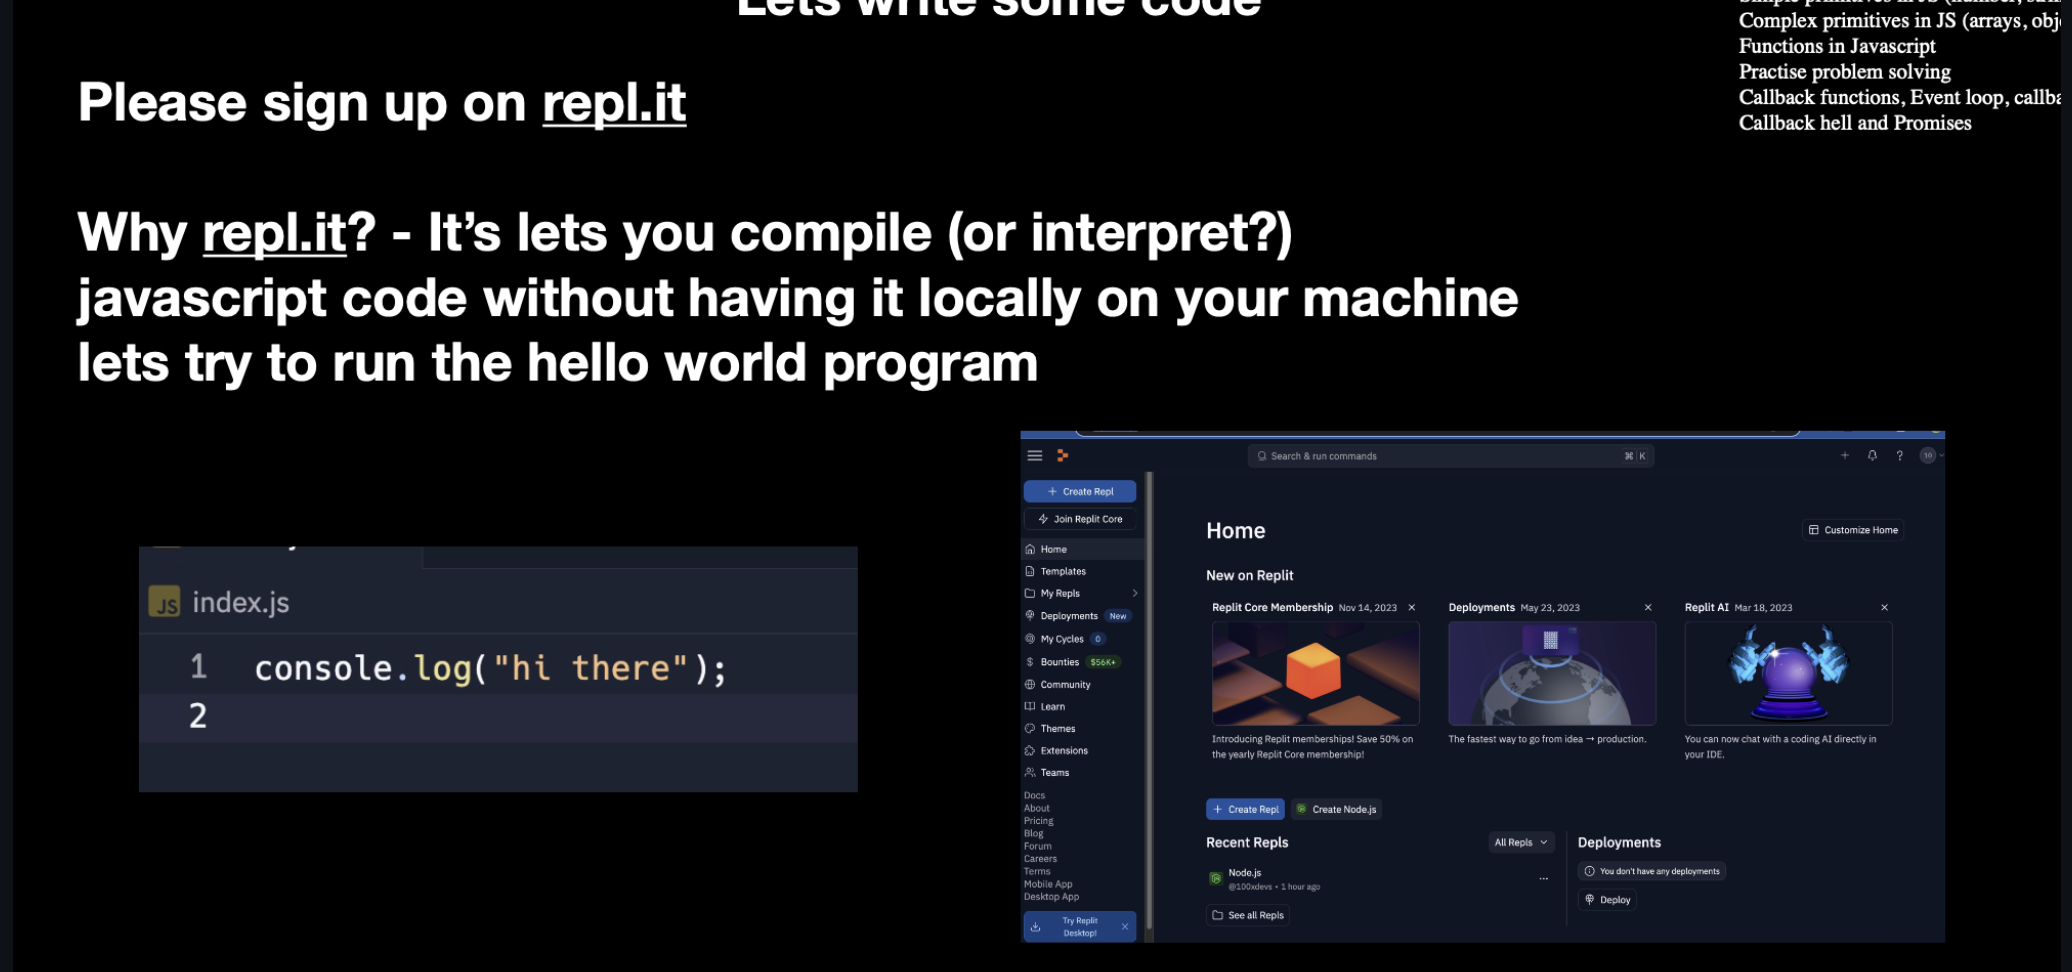 Lets write some code
Complex primitives in JS (arrays, obj
Functions in Javascript
Practise problem solving
Callback functions, Event loop, callba
Callback hell and Promises
Please sign up on repl.it
Why repl.it? - It’s lets you compile (or interpret?)
javascript code without having it locally on your machine
lets try to run the hello world program
JS index.js
1 console.log("hi there");
2
Search & run commands
⌘ K
+ ? 10
+ Create Repl
Join Replit Core
Home
Templates
My Repls
Deployments New
My Cycles 0
$ Bounties $56K+
Community
Learn
Themes
Extensions
Teams
Docs
About
Pricing
Blog
Forum
Careers
Terms
Mobile App
Desktop App
Try Replit
Desktop!
Home
Customize Home
New on Replit
Replit Core Membership Nov 14, 2023
Introducing Replit memberships! Save 50% on
the yearly Replit Core membership!
Deployments May 23, 2023
The fastest way to go from idea → production.
Replit AI Mar 18, 2023
You can now chat with a coding AI directly in
your IDE.
+ Create Repl
Create Node.js
Recent Repls
All Repls
Node.js
@100xdevs • 1 hour ago
...
See all Repls
Deployments
You don't have any deployments
Deploy